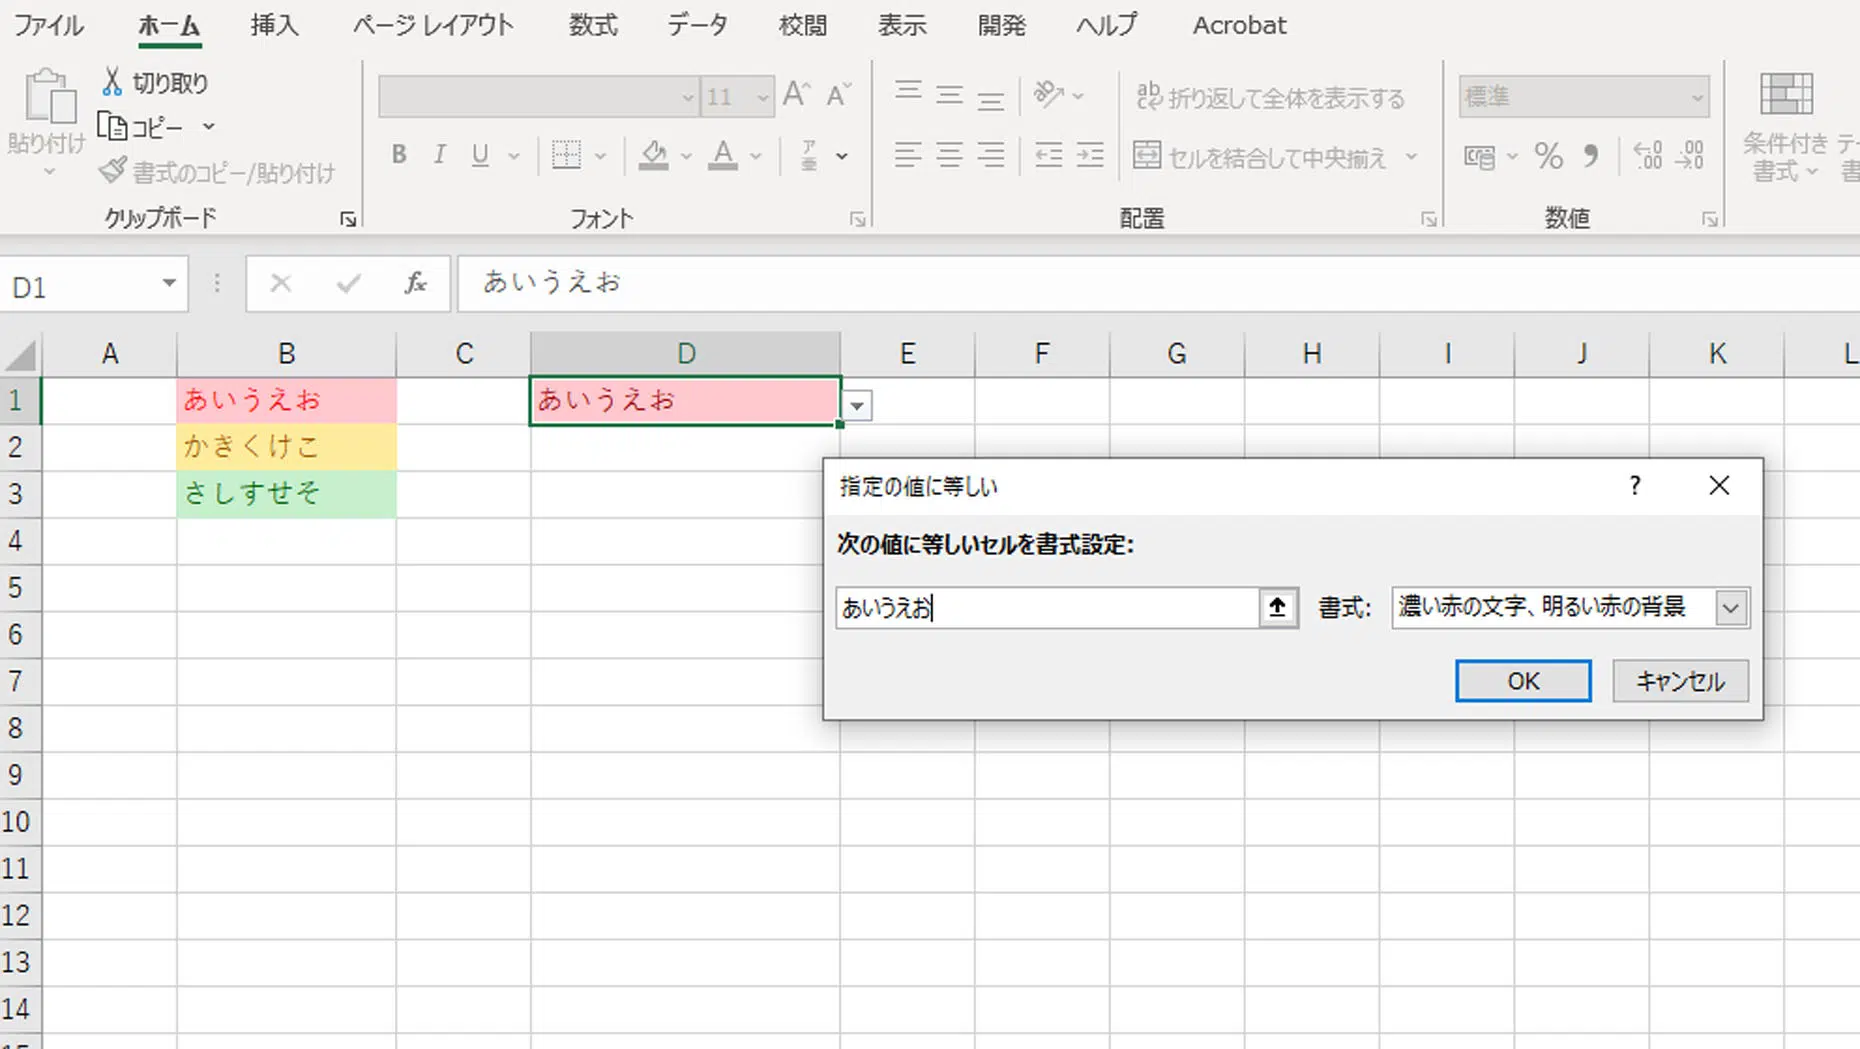 ファイル ホーム 挿入 ページ レイアウト 数式 データ 校閲 表示 開発 ヘルプ Acrobat
切り取り
コピー
書式のコピー/貼り付け
貼り付け
クリップボード
11
B I U
フォント
折り返して全体を表示する
セルを結合して中央揃え
配置
標準
%
数値
条件付き
書式
D1 fx あいうえお
A B C D E F G H I J K L
1 あいうえお あいうえお
2 かきくけこ
3 さしすせそ
4
5
6
7
8
9
10
11
12
13
14
指定の値に等しい ?
次の値に等しいセルを書式設定:
あいうえお 書式: 濃い赤の文字、明るい赤の背景
OK キャンセル